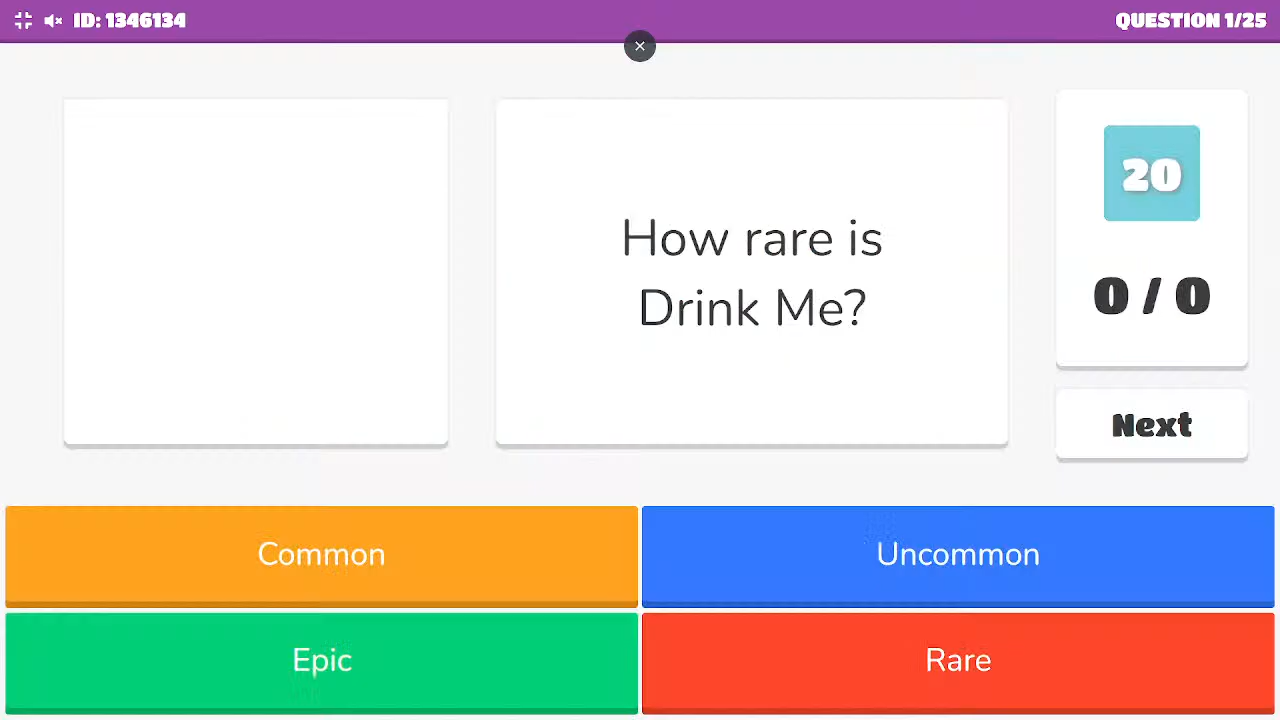 ID: 1346134
QUESTION 1/25
How rare is
Drink Me?
20
0 / 0
Next
Common
Uncommon
Epic
Rare